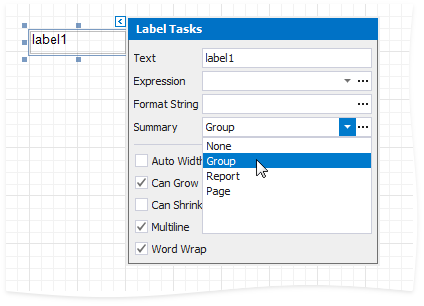 label1
Label Tasks
Text label1
Expression
Format String
Summary Group
None
Group
Report
Page
Auto Width
Can Grow
Can Shrink
Multiline
Word Wrap